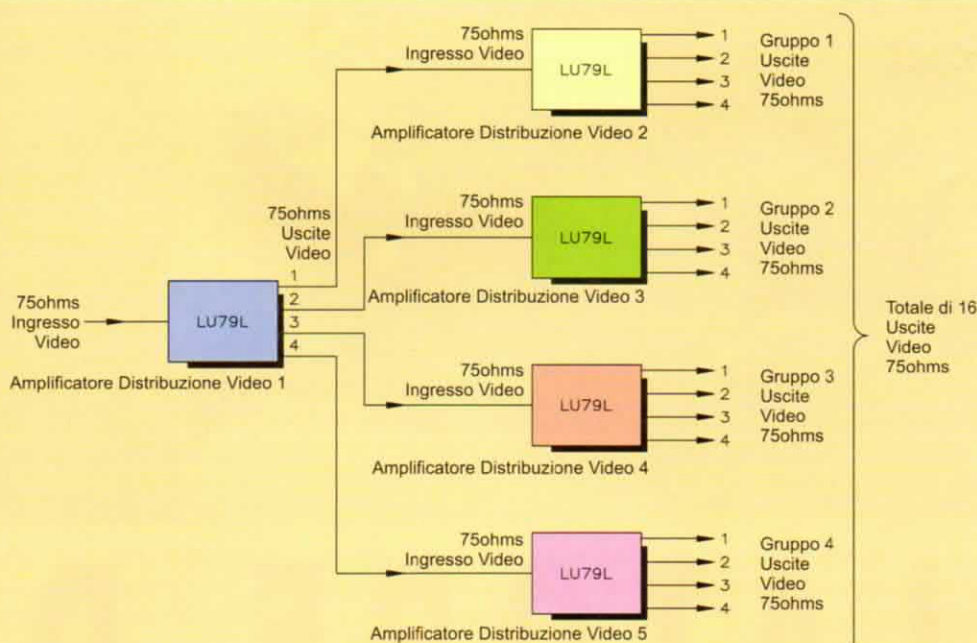 75ohms
Ingresso Video
LU79L
1
2
3
4
Gruppo 1
Uscite
Video
75ohms
Amplificatore Distribuzione Video 2
75ohms
Uscite
Video
75ohms
Ingresso Video
LU79L
1
2
3
4
Gruppo 2
Uscite
Video
75ohms
Amplificatore Distribuzione Video 3
75ohms
Ingresso
Video
LU79L
1
2
3
4
Amplificatore Distribuzione Video 1
75ohms
Ingresso Video
LU79L
1
2
3
4
Gruppo 3
Uscite
Video
75ohms
Amplificatore Distribuzione Video 4
75ohms
Ingresso Video
LU79L
1
2
3
4
Gruppo 4
Uscite
Video
75ohms
Amplificatore Distribuzione Video 5
Totale di 16
Uscite
Video
75ohms